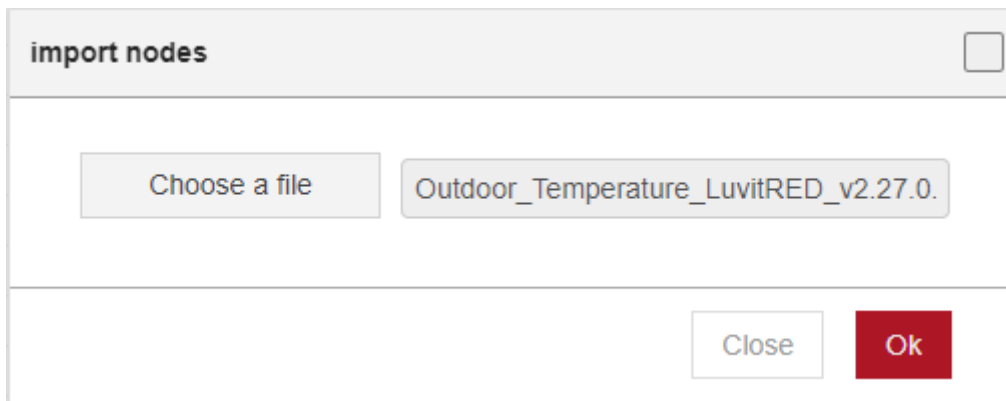 import nodes
Choose a file
Outdoor_Temperature_LuvitRED_v2.27.0.
Close
Ok